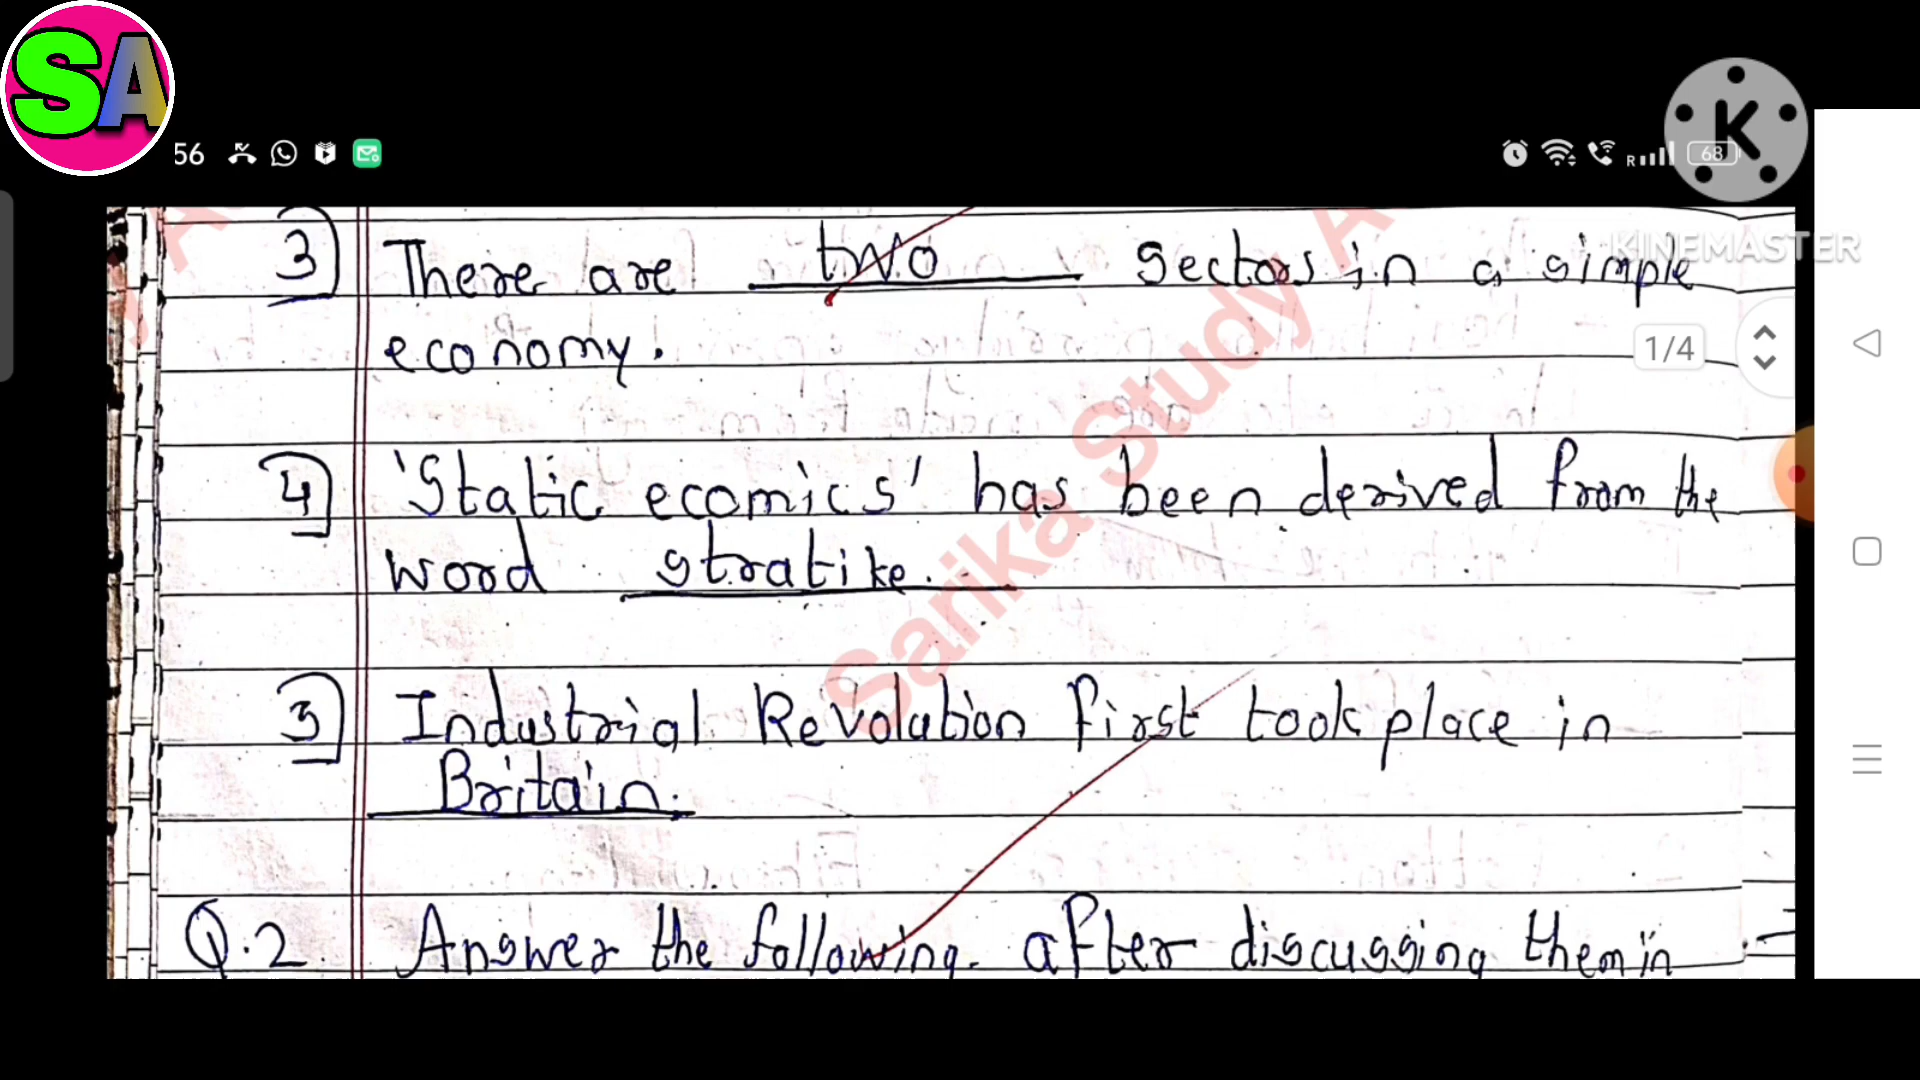 SA
56
R
68
K
KINEMASTER
3 There are two sectors in a simple
economy.
1/4
4 'Static ecomics' has been derived from the
word stratike.
5 Industrial Revolution first took place in
Britain.
Q.2 Answer the following after discussing them in
Sarika Study A